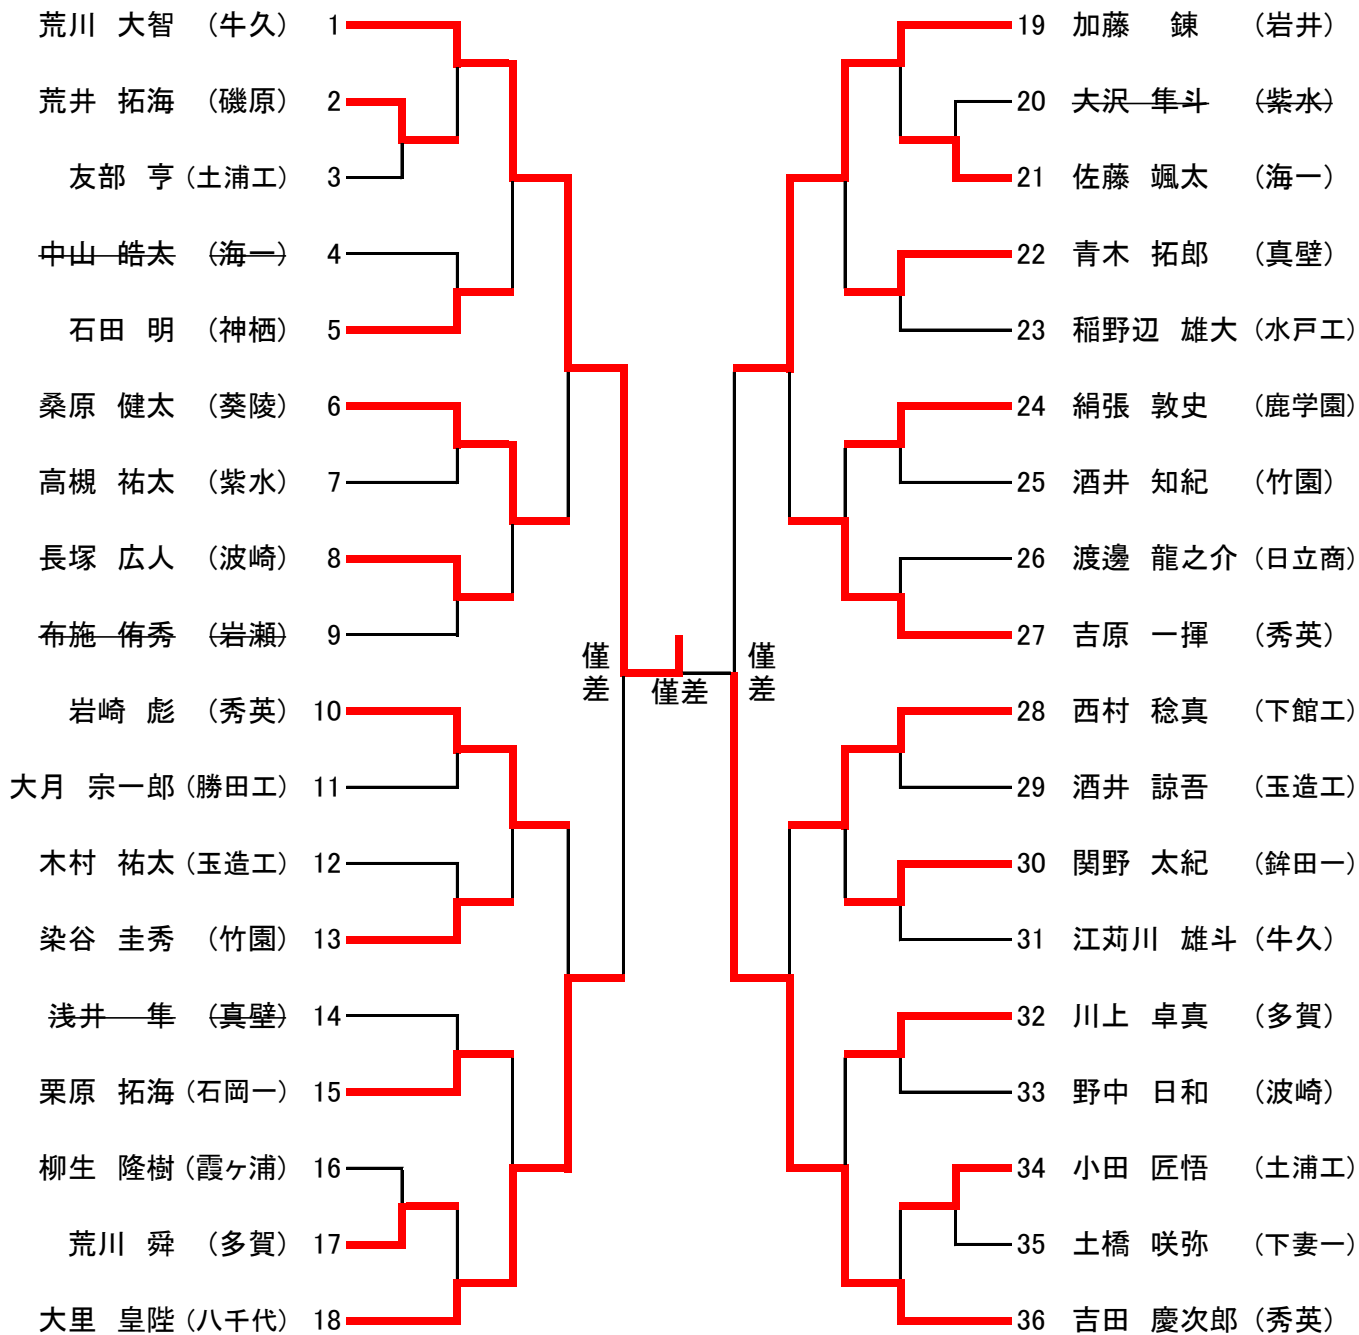 荒川 大智 （牛久） 1
荒井 拓海 （磯原） 2
友部 亨 （土浦工） 3
中山 皓太 （海一） 4
石田 明 （神栖） 5
桑原 健太 （葵陵） 6
高槻 祐太 （紫水） 7
長塚 広人 （波崎） 8
布施 侑秀 （岩瀬） 9
岩崎 彪 （秀英） 10
大月 宗一郎 （勝田工） 11
木村 祐太 （玉造工） 12
染谷 圭秀 （竹園） 13
浅井 隼 （真壁） 14
栗原 拓海 （石岡一） 15
柳生 隆樹 （霞ヶ浦） 16
荒川 舜 （多賀） 17
大里 皇陛 （八千代） 18
僅差
僅差
僅差
19 加藤 錬 （岩井）
20 大沢 隼斗 （紫水）
21 佐藤 颯太 （海一）
22 青木 拓郎 （真壁）
23 稲野辺 雄大 （水戸工）
24 絹張 敦史 （鹿学園）
25 酒井 知紀 （竹園）
26 渡邊 龍之介 （日立商）
27 吉原 一揮 （秀英）
28 西村 稔真 （下館工）
29 酒井 諒吾 （玉造工）
30 関野 太紀 （鉾田一）
31 江苅川 雄斗 （牛久）
32 川上 卓真 （多賀）
33 野中 日和 （波崎）
34 小田 匠悟 （土浦工）
35 土橋 咲弥 （下妻一）
36 吉田 慶次郎 （秀英）